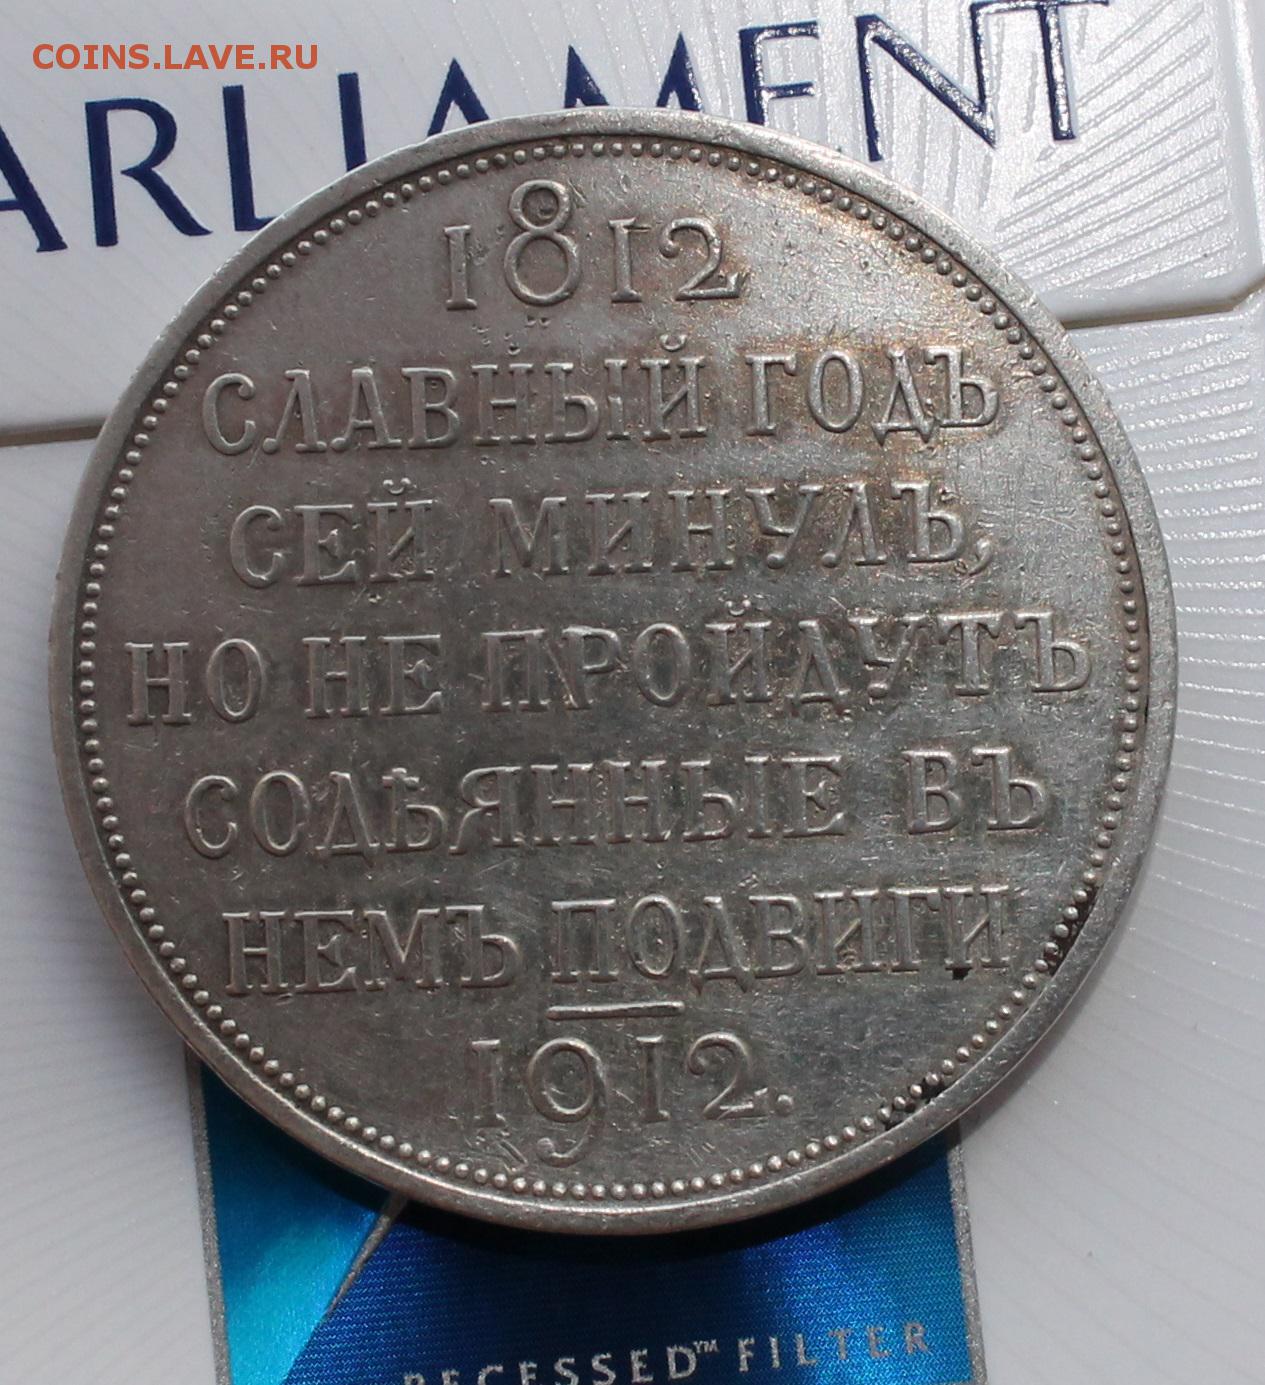 COINS.LAVE.RU
ARLIAMENT
1812
СЛАВНЫЙ ГОДЪ
СЕЙ МИНУЛЪ,
НО НЕ ПРОЙДУТЪ
СОДѢЯННЫЕ ВЪ
НЕМЪ ПОДВИГИ
1912.
RECESSED™ FILTER